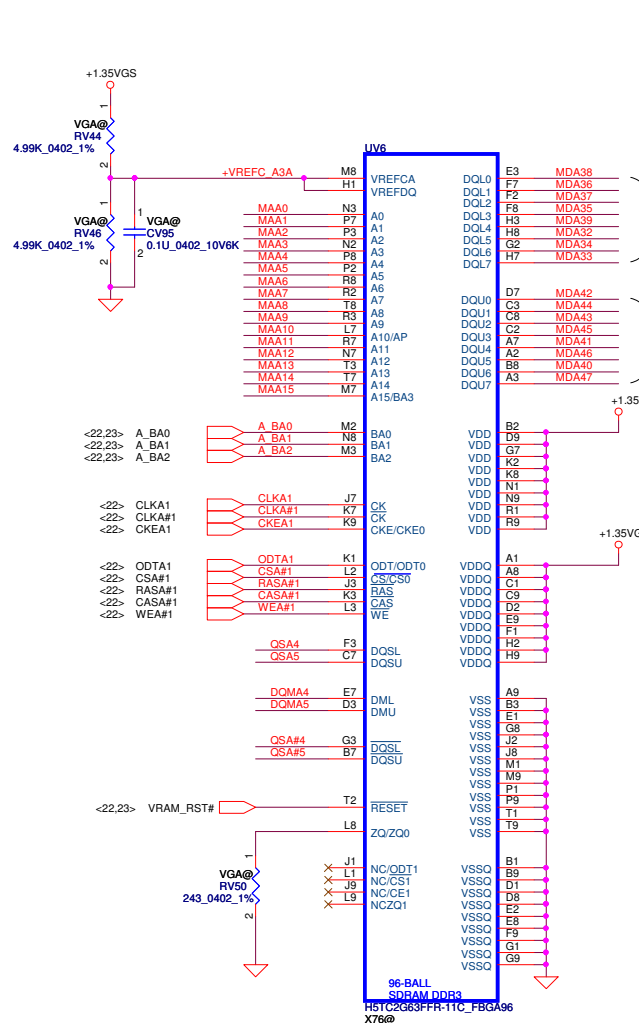 +1.35VGS
1
VGA@
RV44
4.99K_0402_1%
2
+VREFC_A3A
1
VGA@
RV46
4.99K_0402_1%
2
1
VGA@
CV95
0.1U_0402_10V6K
2
UV6
M8 VREFCA
H1 VREFDQ
MAA0 N3 A0
MAA1 P7 A1
MAA2 P3 A2
MAA3 N2 A3
MAA4 P8 A4
MAA5 P2 A5
MAA6 R8 A6
MAA7 R2 A7
MAA8 T8 A8
MAA9 R3 A9
MAA10 L7 A10/AP
MAA11 R7 A11
MAA12 N7 A12
MAA13 T3 A13
MAA14 T7 A14
MAA15 M7 A15/BA3
<22,23> A_BA0 A_BA0 M2 BA0
<22,23> A_BA1 A_BA1 N8 BA1
<22,23> A_BA2 A_BA2 M3 BA2
<22> CLKA1 CLKA1 J7 CK
<22> CLKA#1 CLKA#1 K7 CK
<22> CKEA1 CKEA1 K9 CKE/CKE0
<22> ODTA1 ODTA1 K1 ODT/ODT0
<22> CSA#1 CSA#1 L2 CS/CS0
<22> RASA#1 RASA#1 J3 RAS
<22> CASA#1 CASA#1 K3 CAS
<22> WEA#1 WEA#1 L3 WE
QSA4 F3 DQSL
QSA5 C7 DQSU
DQMA4 E7 DML
DQMA5 D3 DMU
QSA#4 G3 DQSL
QSA#5 B7 DQSU
<22,23> VRAM_RST# T2 RESET
L8 ZQ/ZQ0
1
VGA@
RV50
243_0402_1%
2
J1 NC/ODT1
L1 NC/CS1
J9 NC/CE1
L9 NCZQ1
DQL0 E3 MDA38
DQL1 F7 MDA36
DQL2 F2 MDA37
DQL3 F8 MDA35
DQL4 H3 MDA39
DQL5 H8 MDA32
DQL6 G2 MDA34
DQL7 H7 MDA33
DQU0 D7 MDA42
DQU1 C3 MDA44
DQU2 C8 MDA43
DQU3 C2 MDA45
DQU4 A7 MDA41
DQU5 A2 MDA46
DQU6 B8 MDA40
DQU7 A3 MDA47
+1.35
VDD B2
VDD D9
VDD G7
VDD K2
VDD K8
VDD N1
VDD N9
VDD R1
VDD R9
+1.35VG
VDDQ A1
VDDQ A8
VDDQ C1
VDDQ C9
VDDQ D2
VDDQ E9
VDDQ F1
VDDQ H2
VDDQ H9
VSS A9
VSS B3
VSS E1
VSS G8
VSS J2
VSS J8
VSS M1
VSS M9
VSS P1
VSS P9
VSS T1
VSS T9
VSSQ B1
VSSQ B9
VSSQ D1
VSSQ D8
VSSQ E2
VSSQ E8
VSSQ F9
VSSQ G1
VSSQ G9
96-BALL
SDRAM DDR3
H5TC2G63FFR-11C_FBGA96
X76@